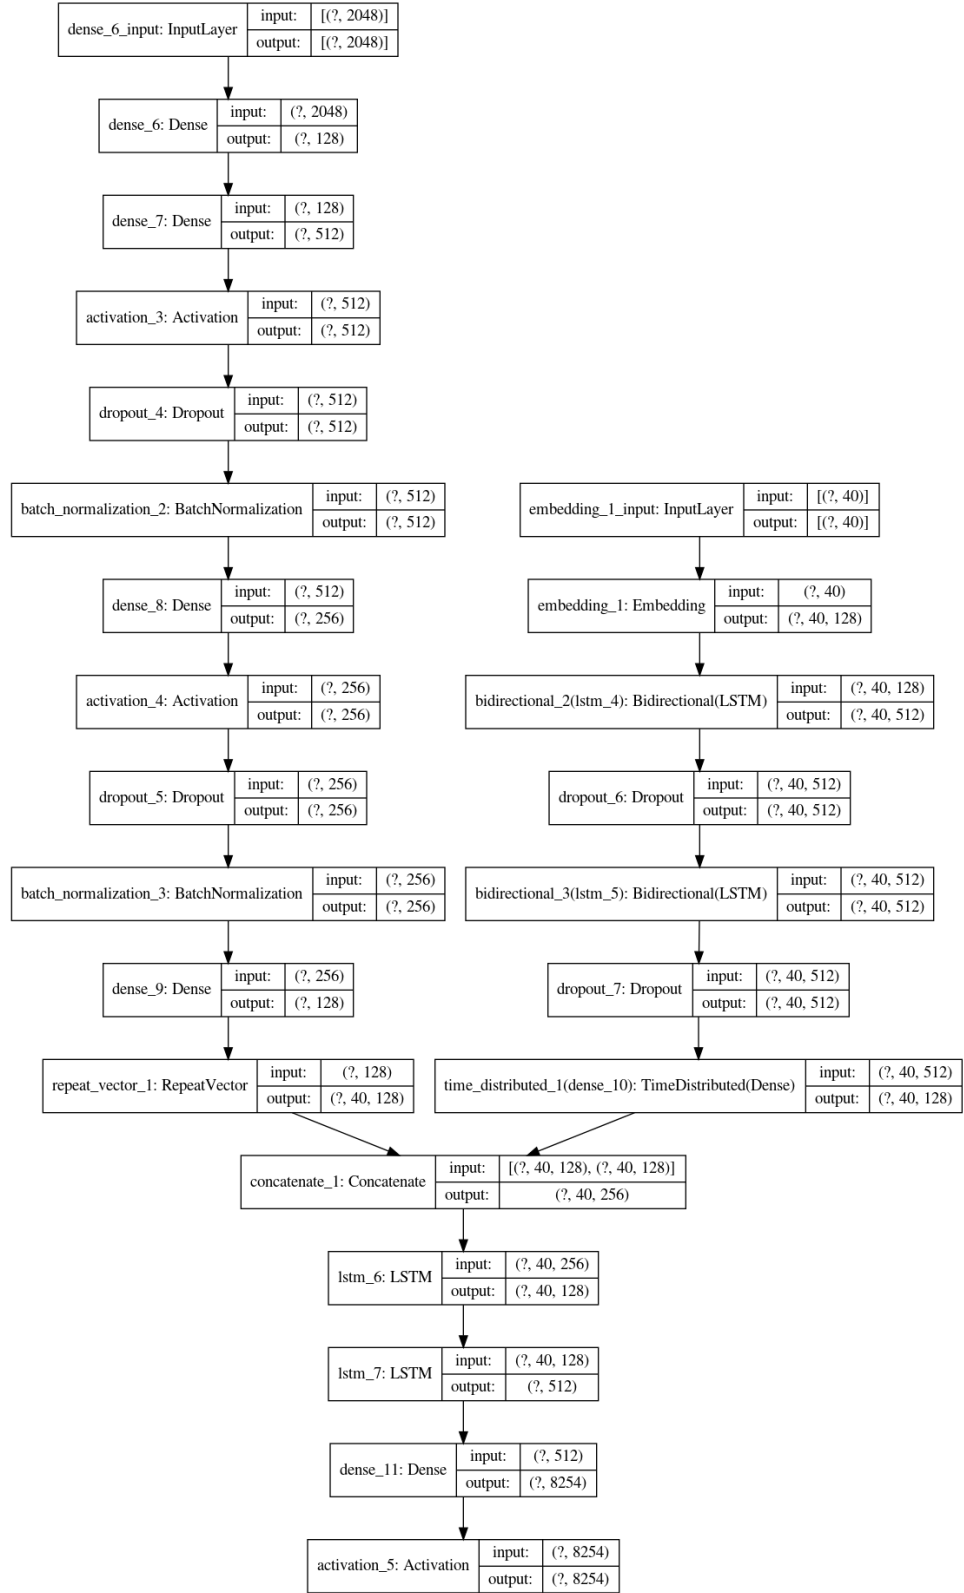 dense_6_input: InputLayer
input: [(?, 2048)]
output: [(?, 2048)]
dense_6: Dense
input: (?, 2048)
output: (?, 128)
dense_7: Dense
input: (?, 128)
output: (?, 512)
activation_3: Activation
input: (?, 512)
output: (?, 512)
dropout_4: Dropout
input: (?, 512)
output: (?, 512)
batch_normalization_2: BatchNormalization
input: (?, 512)
output: (?, 512)
dense_8: Dense
input: (?, 512)
output: (?, 256)
activation_4: Activation
input: (?, 256)
output: (?, 256)
dropout_5: Dropout
input: (?, 256)
output: (?, 256)
batch_normalization_3: BatchNormalization
input: (?, 256)
output: (?, 256)
dense_9: Dense
input: (?, 256)
output: (?, 128)
repeat_vector_1: RepeatVector
input: (?, 128)
output: (?, 40, 128)
embedding_1_input: InputLayer
input: [(?, 40)]
output: [(?, 40)]
embedding_1: Embedding
input: (?, 40)
output: (?, 40, 128)
bidirectional_2(lstm_4): Bidirectional(LSTM)
input: (?, 40, 128)
output: (?, 40, 512)
dropout_6: Dropout
input: (?, 40, 512)
output: (?, 40, 512)
bidirectional_3(lstm_5): Bidirectional(LSTM)
input: (?, 40, 512)
output: (?, 40, 512)
dropout_7: Dropout
input: (?, 40, 512)
output: (?, 40, 512)
time_distributed_1(dense_10): TimeDistributed(Dense)
input: (?, 40, 512)
output: (?, 40, 128)
concatenate_1: Concatenate
input: [(?, 40, 128), (?, 40, 128)]
output: (?, 40, 256)
lstm_6: LSTM
input: (?, 40, 256)
output: (?, 40, 128)
lstm_7: LSTM
input: (?, 40, 128)
output: (?, 512)
dense_11: Dense
input: (?, 512)
output: (?, 8254)
activation_5: Activation
input: (?, 8254)
output: (?, 8254)